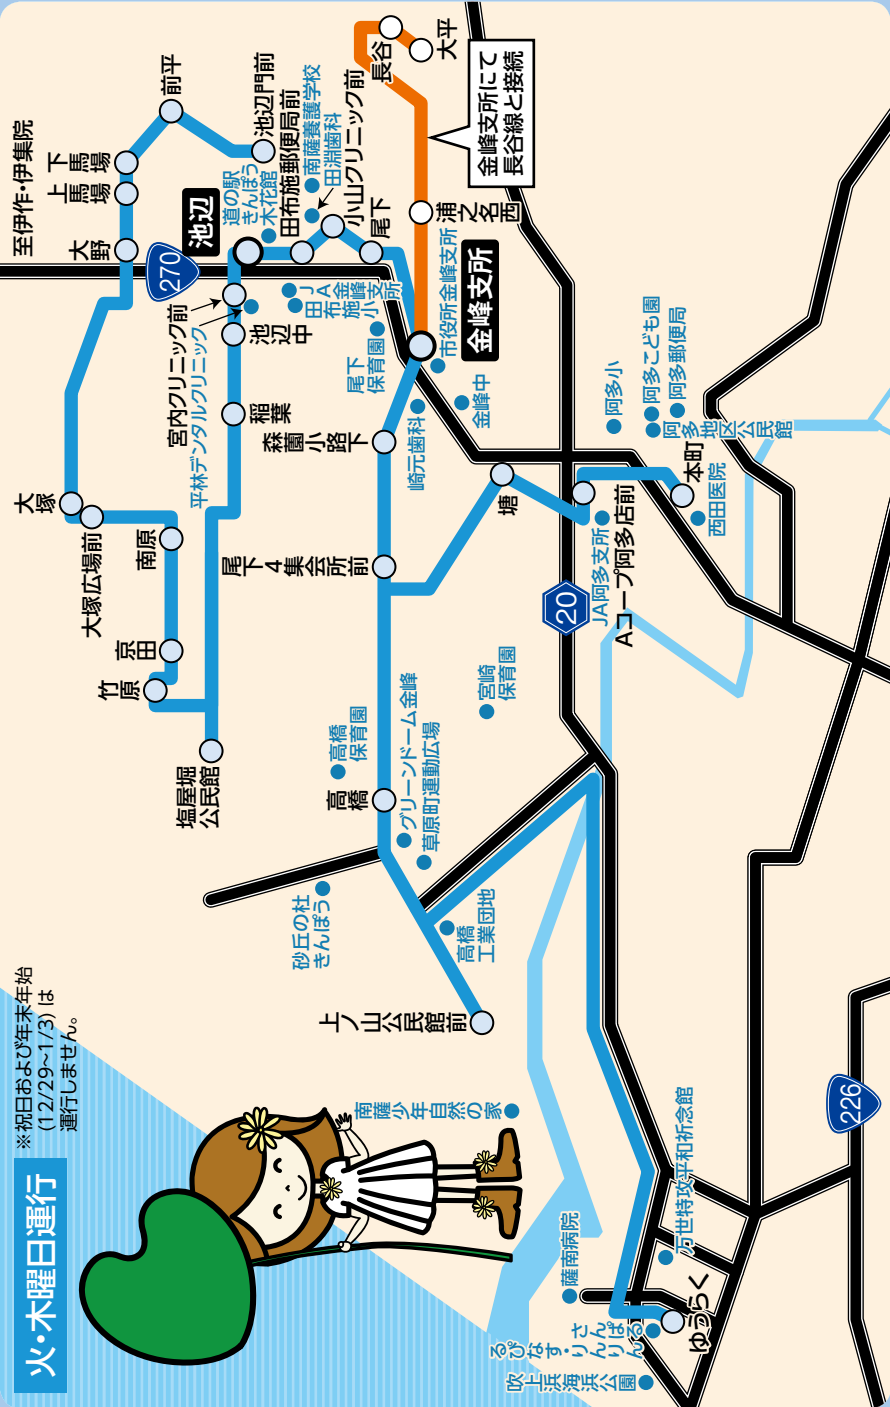 火・木曜日運行
※祝日および年末年始
(12/29~1/3)は
運行しません。
至伊作・伊集院
上馬場
下馬場
前平
大野
270
池辺
池辺門前
道の駅
きんぽう
木花館
田布施郵便局前
南薩養護学校
田淵歯科
小山クリニック前
尾下
長谷
大平
金峰支所にて
長谷線と接続
浦之名西
市役所金峰支所
金峰支所
JA金峰支所
田布施小
宮内クリニック前
平林デンタルクリニック
池辺中
稲葉
尾下
保育園
森薗小路下
崎元歯科
金峰中
大塚
大塚広場前
南原
京田
竹原
塩屋堀
公民館
尾下4集会所前
塘
阿多小
阿多こども園
阿多郵便局
阿多地区公民館
本町
西田医院
JA阿多支所
Aコープ阿多店前
20
宮崎
保育園
高橋
保育園
高橋
グリーンドーム金峰
草原町運動広場
砂丘の杜
きんぽう
高橋
工業団地
上ノ山公民館前
南薩少年自然の家
226
万世特攻平和祈念館
薩南病院
さんぱる
るぴなす・りんりん
ゆうらく
吹上浜海浜公園